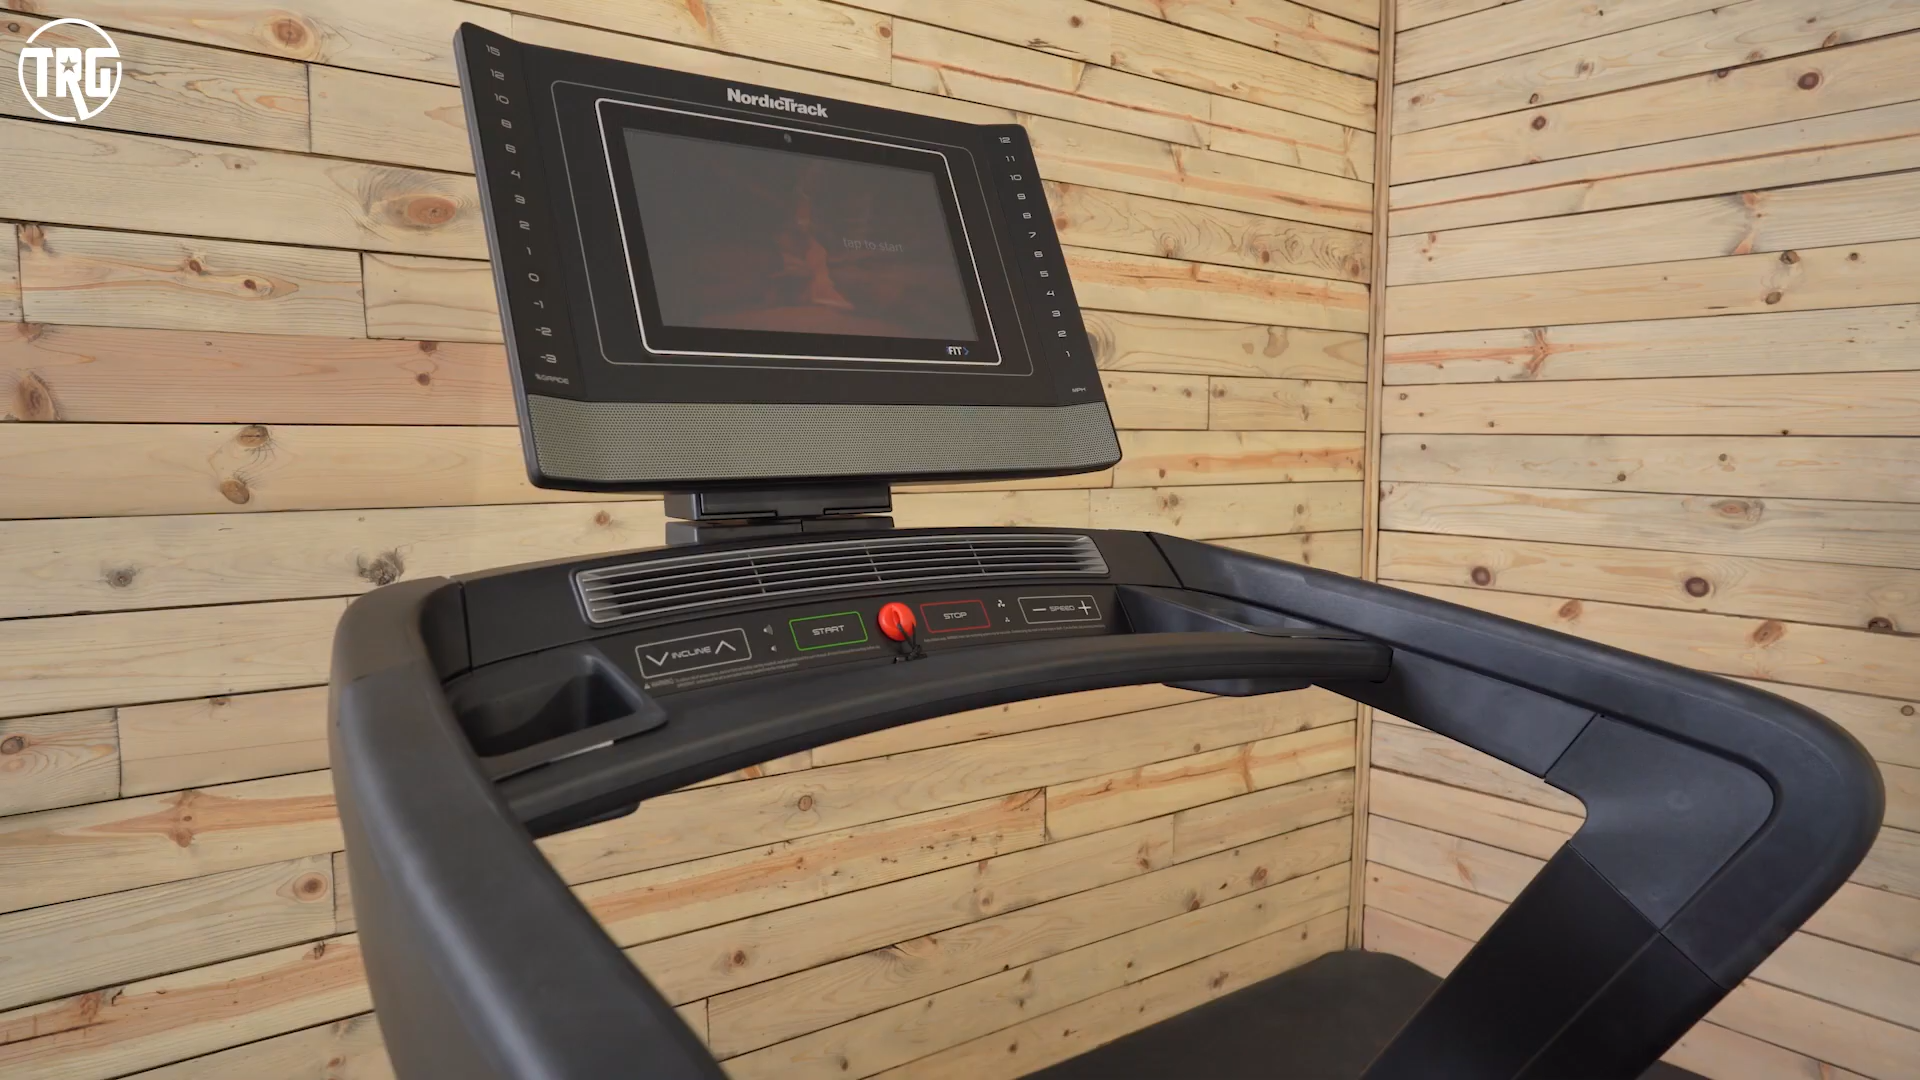 TRG
NordicTrack
15
12
10
8
6
4
3
2
1
0
-1
-2
-3
%GRADE
12
11
10
9
8
7
6
5
4
3
2
1
MPH
tap to start
iFIT
INCLINE
START
STOP
— SPEED +
WARNING